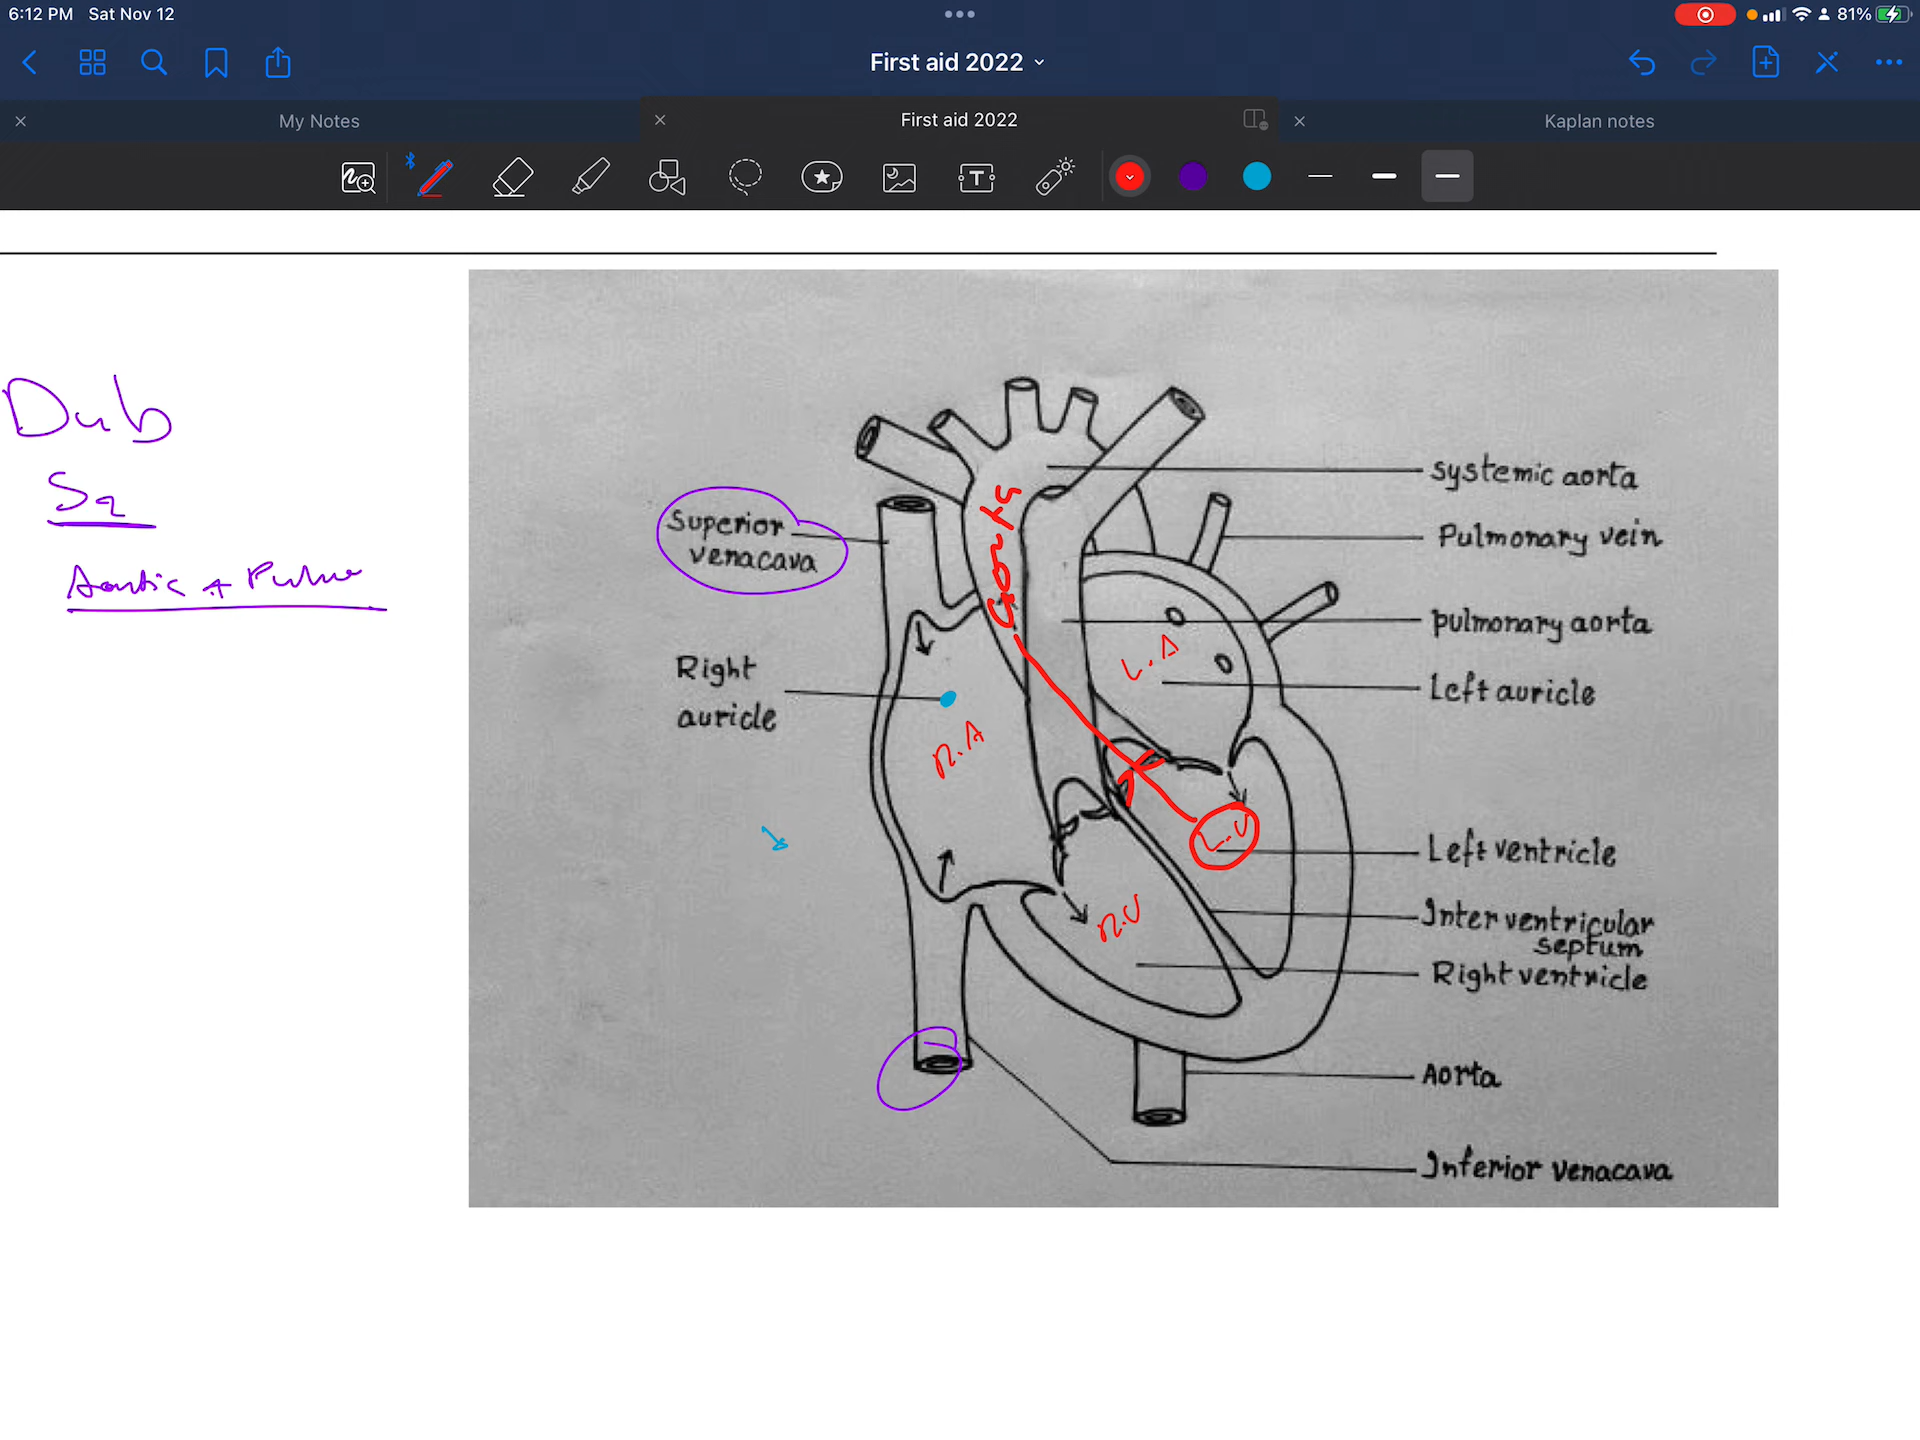 6:12 PM Sat Nov 12
81%
First aid 2022
My Notes
First aid 2022
Kaplan notes
Dub
S2
Aortic +
Superior
venacava
Right
auricle
systemic aorta
Pulmonary vein
pulmonary aorta
Left auricle
Left ventricle
Interventricular
septum
Right ventricle
Aorta
Inferior venacava
aorta
L.A
R.A
L.V
R.V